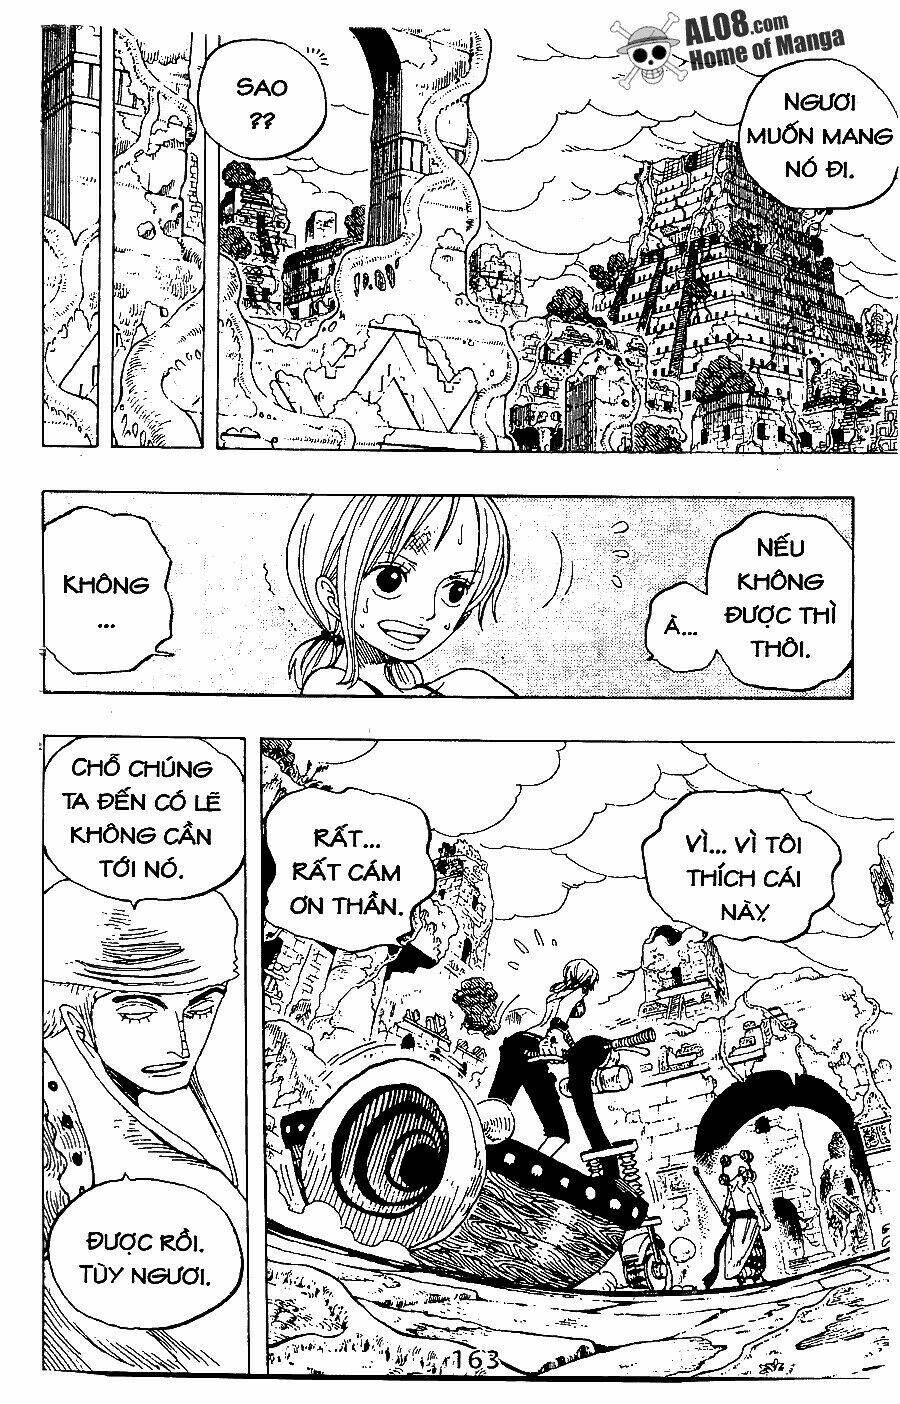 AL08.com
Home of Manga
NGƯƠI
MUỐN MANG
NÓ ĐI.
SAO
??
NẾU
KHÔNG
ĐƯỢC THÌ
THÔI.
À...
KHÔNG
...
VÌ... VÌ TÔI
THÍCH CÁI
NÀY.
RẤT...
RẤT CÁM
ƠN THẦN.
CHỖ CHÚNG
TA ĐẾN CÓ LẼ
KHÔNG CẦN
TỚI NÓ.
ĐƯỢC RỒI.
TÙY NGƯƠI.
163